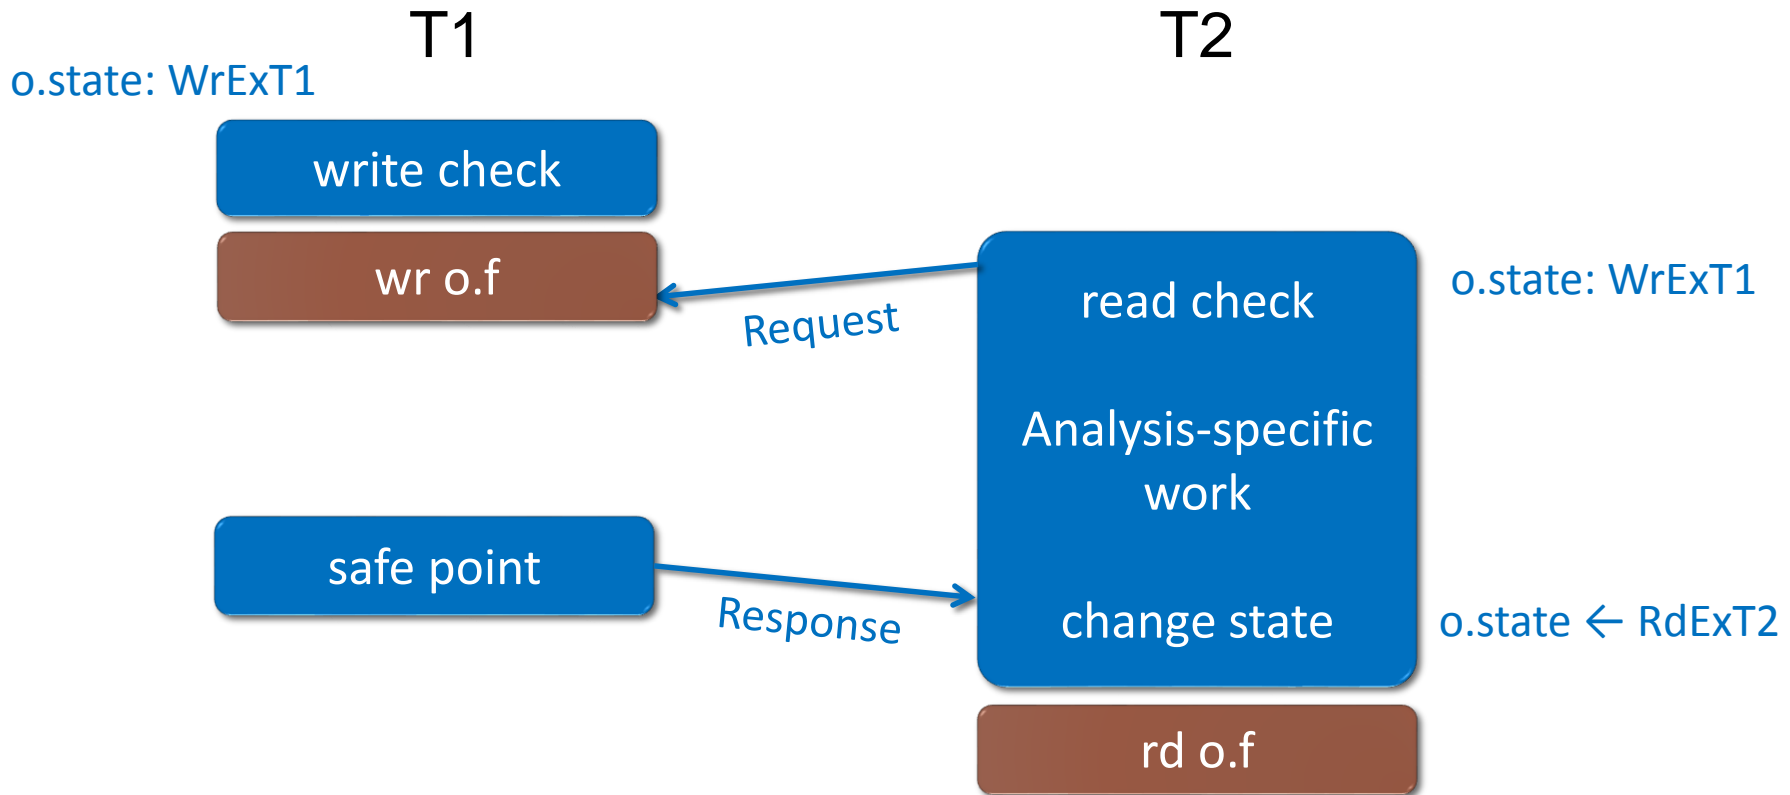 T1
T2
o.state: WrExT1
write check
wr o.f
Request
read check
o.state: WrExT1
Analysis-specific
work
safe point
Response
change state
o.state ← RdExT2
rd o.f